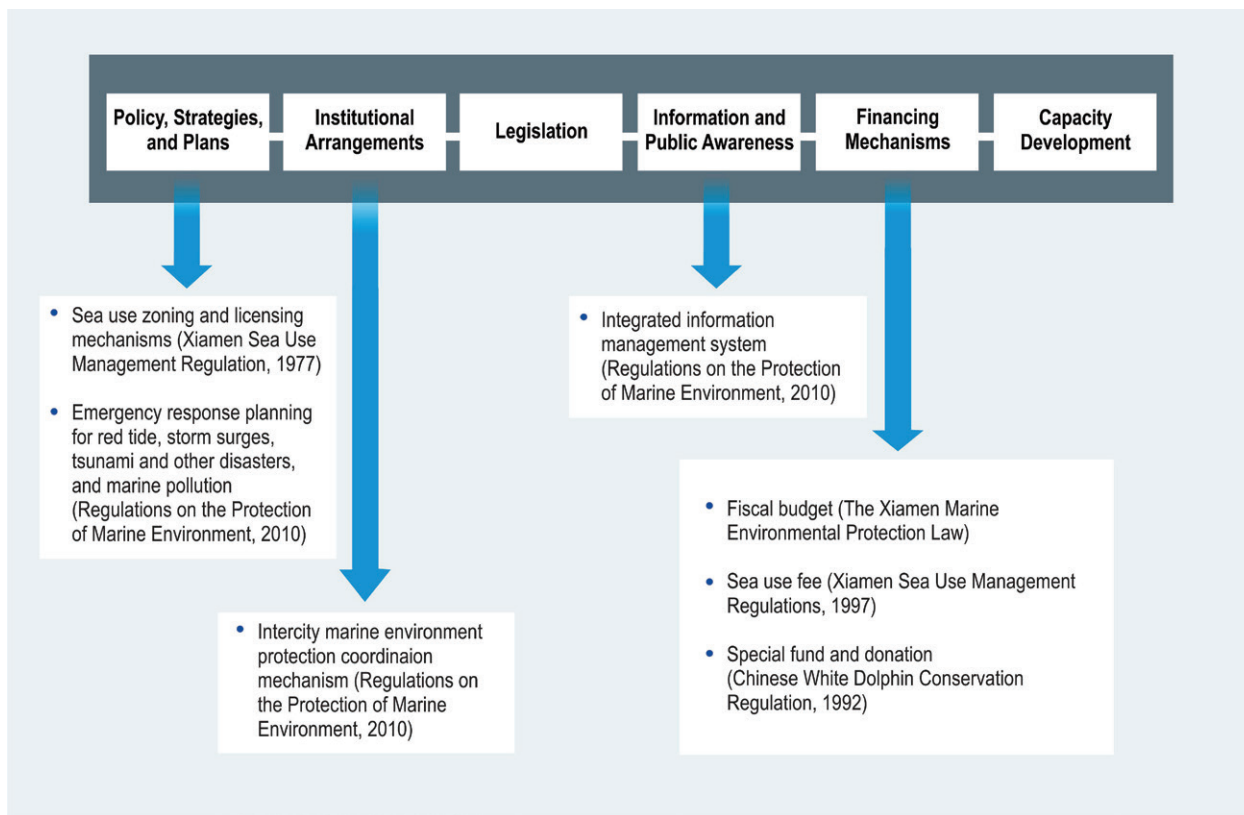 Policy, Strategies,
and Plans
Institutional
Arrangements
Legislation
Information and
Public Awareness
Financing
Mechanisms
Capacity
Development
• Sea use zoning and licensing
mechanisms (Xiamen Sea Use
Management Regulation, 1977)
• Emergency response planning
for red tide, storm surges,
tsunami and other disasters,
and marine pollution
(Regulations on the Protection
of Marine Environment, 2010)
• Intercity marine environment
protection coordinaion
mechanism (Regulations on
the Protection of Marine
Environment, 2010)
• Integrated information
management system
(Regulations on the Protection
of Marine Environment, 2010)
• Fiscal budget (The Xiamen Marine
Environmental Protection Law)
• Sea use fee (Xiamen Sea Use Management
Regulations, 1997)
• Special fund and donation
(Chinese White Dolphin Conservation
Regulation, 1992)